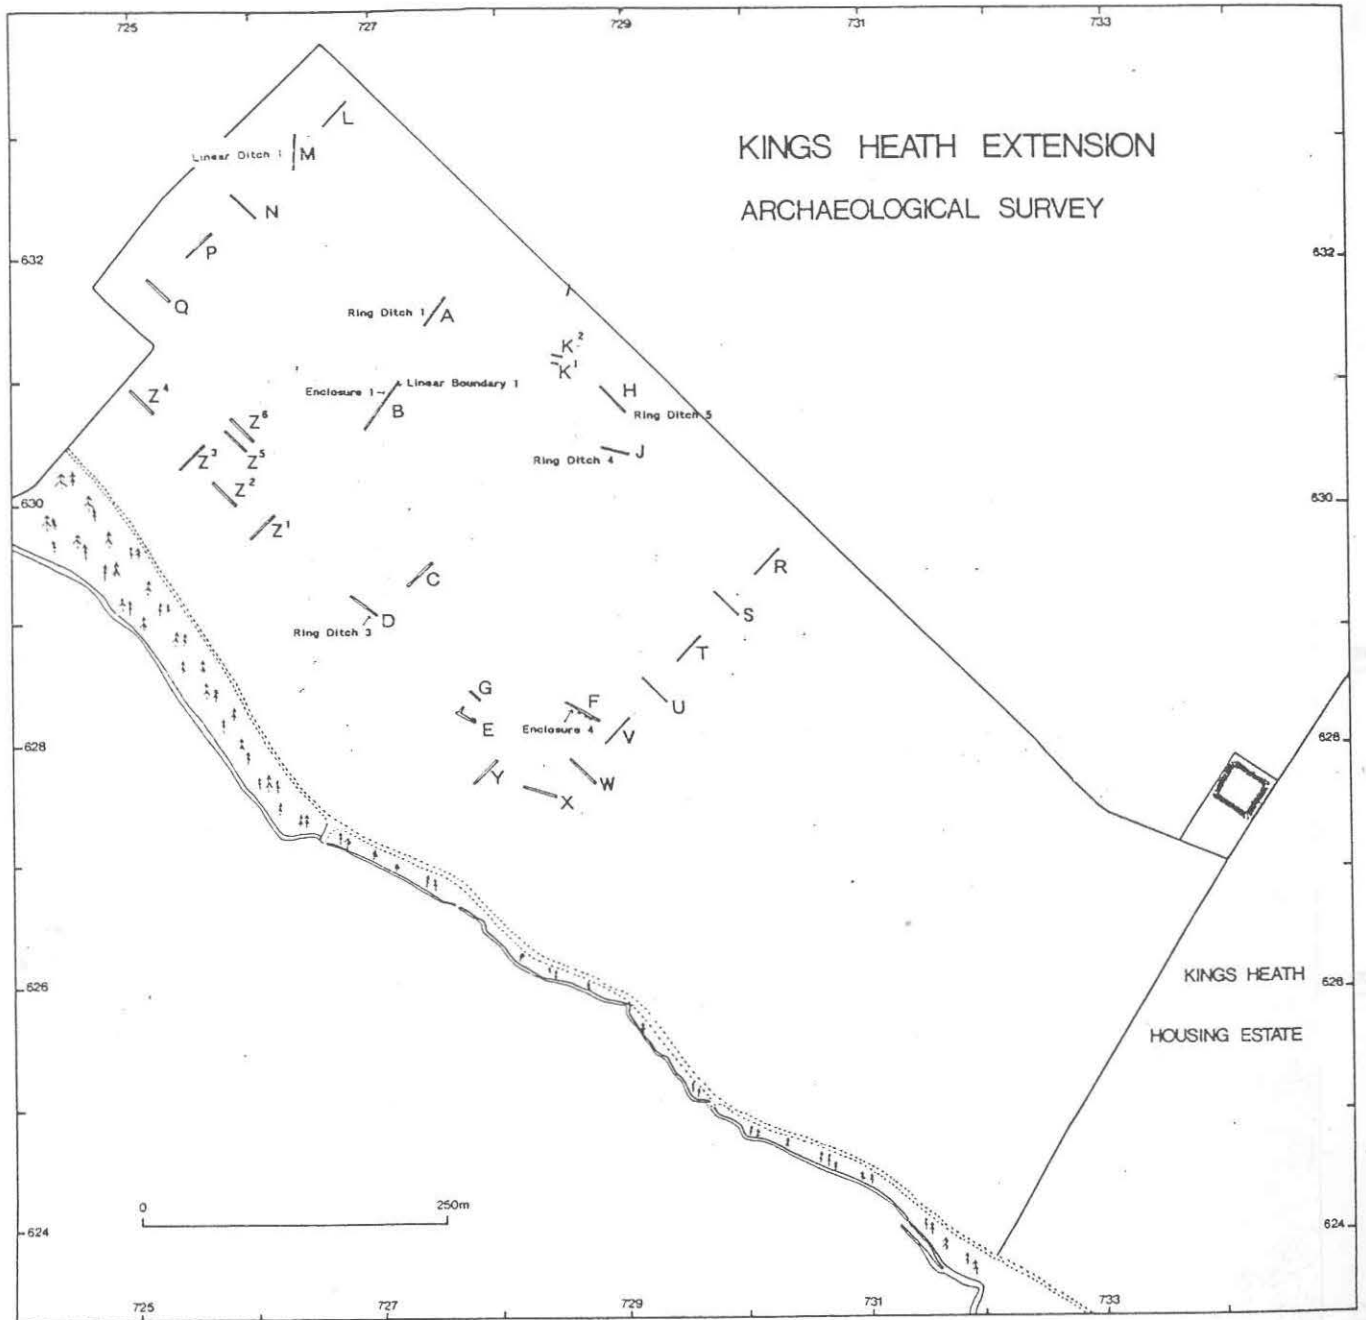 725 727 729 731 733
KINGS HEATH EXTENSION
ARCHAEOLOGICAL SURVEY
L
Linear Ditch 1 M
N
P
632 632
Q
Ring Ditch 1 A
K²
K¹
Enclosure 1 Linear Boundary 1
B
H
Ring Ditch 5
Z⁴
Z⁶
Z³ Z⁵
J
Ring Ditch 4
Z²
630 630
Z¹
C
R
D
S
Ring Ditch 3
T
G
F
U
E
Enclosure 4 V
628 628
Y W
X
626 626
KINGS HEATH
HOUSING ESTATE
0 250m
624 624
725 727 729 731 733